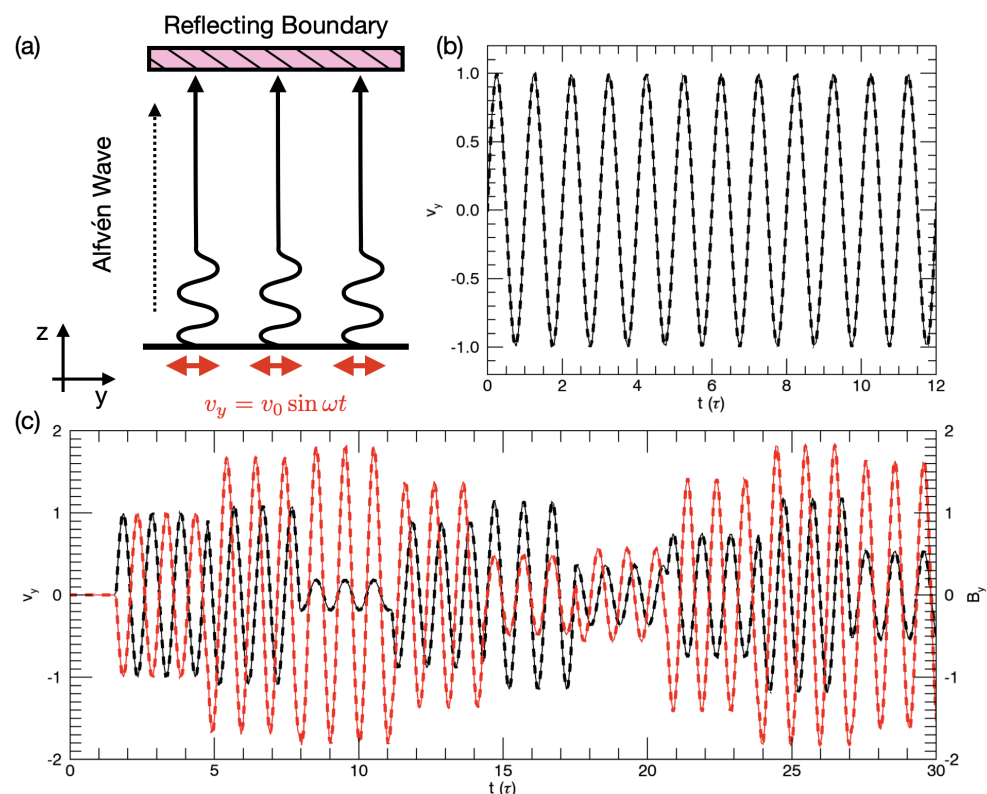 (a)
Reflecting Boundary
Alfvén Wave
z
y
v_y = v_0 sin ωt
(b)
1.0
0.5
0.0
-0.5
-1.0
v_y
0 2 4 6 8 10 12
t (τ)
(c)
2
1
0
-1
-2
v_y
2
1
0
-1
-2
B_y
0 5 10 15 20 25 30
t (τ)